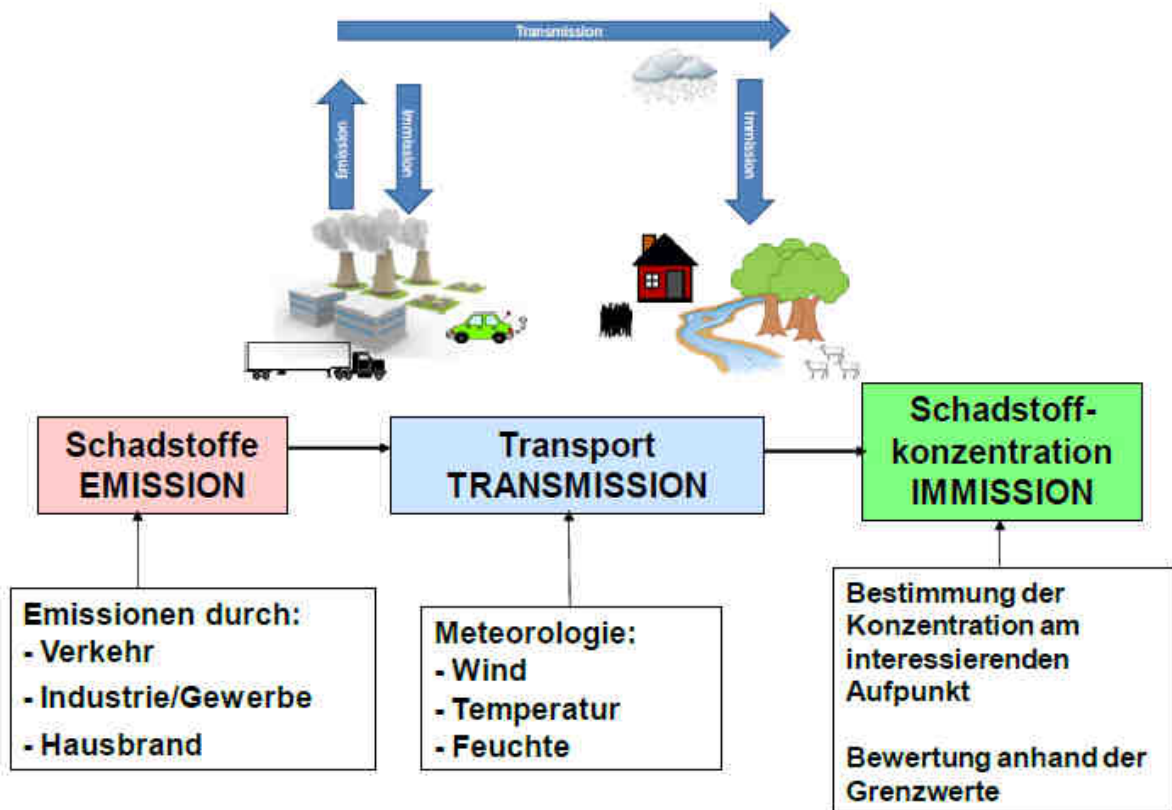 Transmission
Emission
Immission
Immission
Schadstoffe
EMISSION
Transport
TRANSMISSION
Schadstoff-
konzentration
IMMISSION
Emissionen durch:
- Verkehr
- Industrie/Gewerbe
- Hausbrand
Meteorologie:
- Wind
- Temperatur
- Feuchte
Bestimmung der
Konzentration am
interessierenden
Aufpunkt
Bewertung anhand der
Grenzwerte